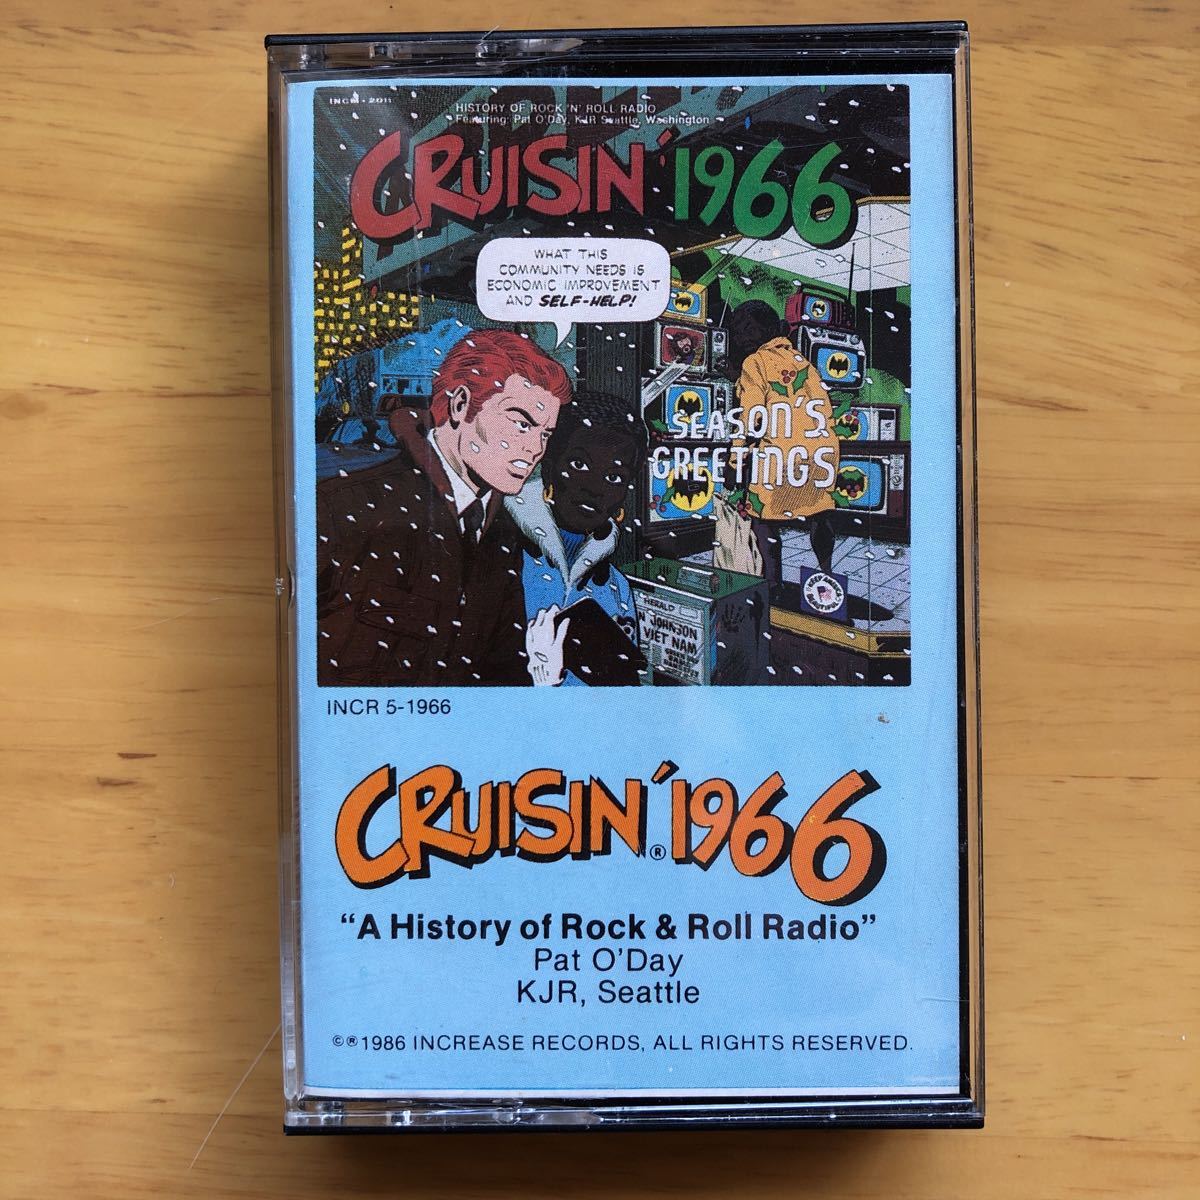 INCM - 2011
HISTORY OF ROCK 'N' ROLL RADIO
Featuring: Pat O'Day, KJR Seattle, Washington
CRUISIN' 1966
WHAT THIS
COMMUNITY NEEDS IS
ECONOMIC IMPROVEMENT
AND SELF-HELP!
SEASON'S
GREETINGS
HERALD
N JOHNSON
VIET NAM
INCR 5-1966
CRUISIN'® 1966
“A History of Rock & Roll Radio”
Pat O'Day
KJR, Seattle
©® 1986 INCREASE RECORDS, ALL RIGHTS RESERVED.